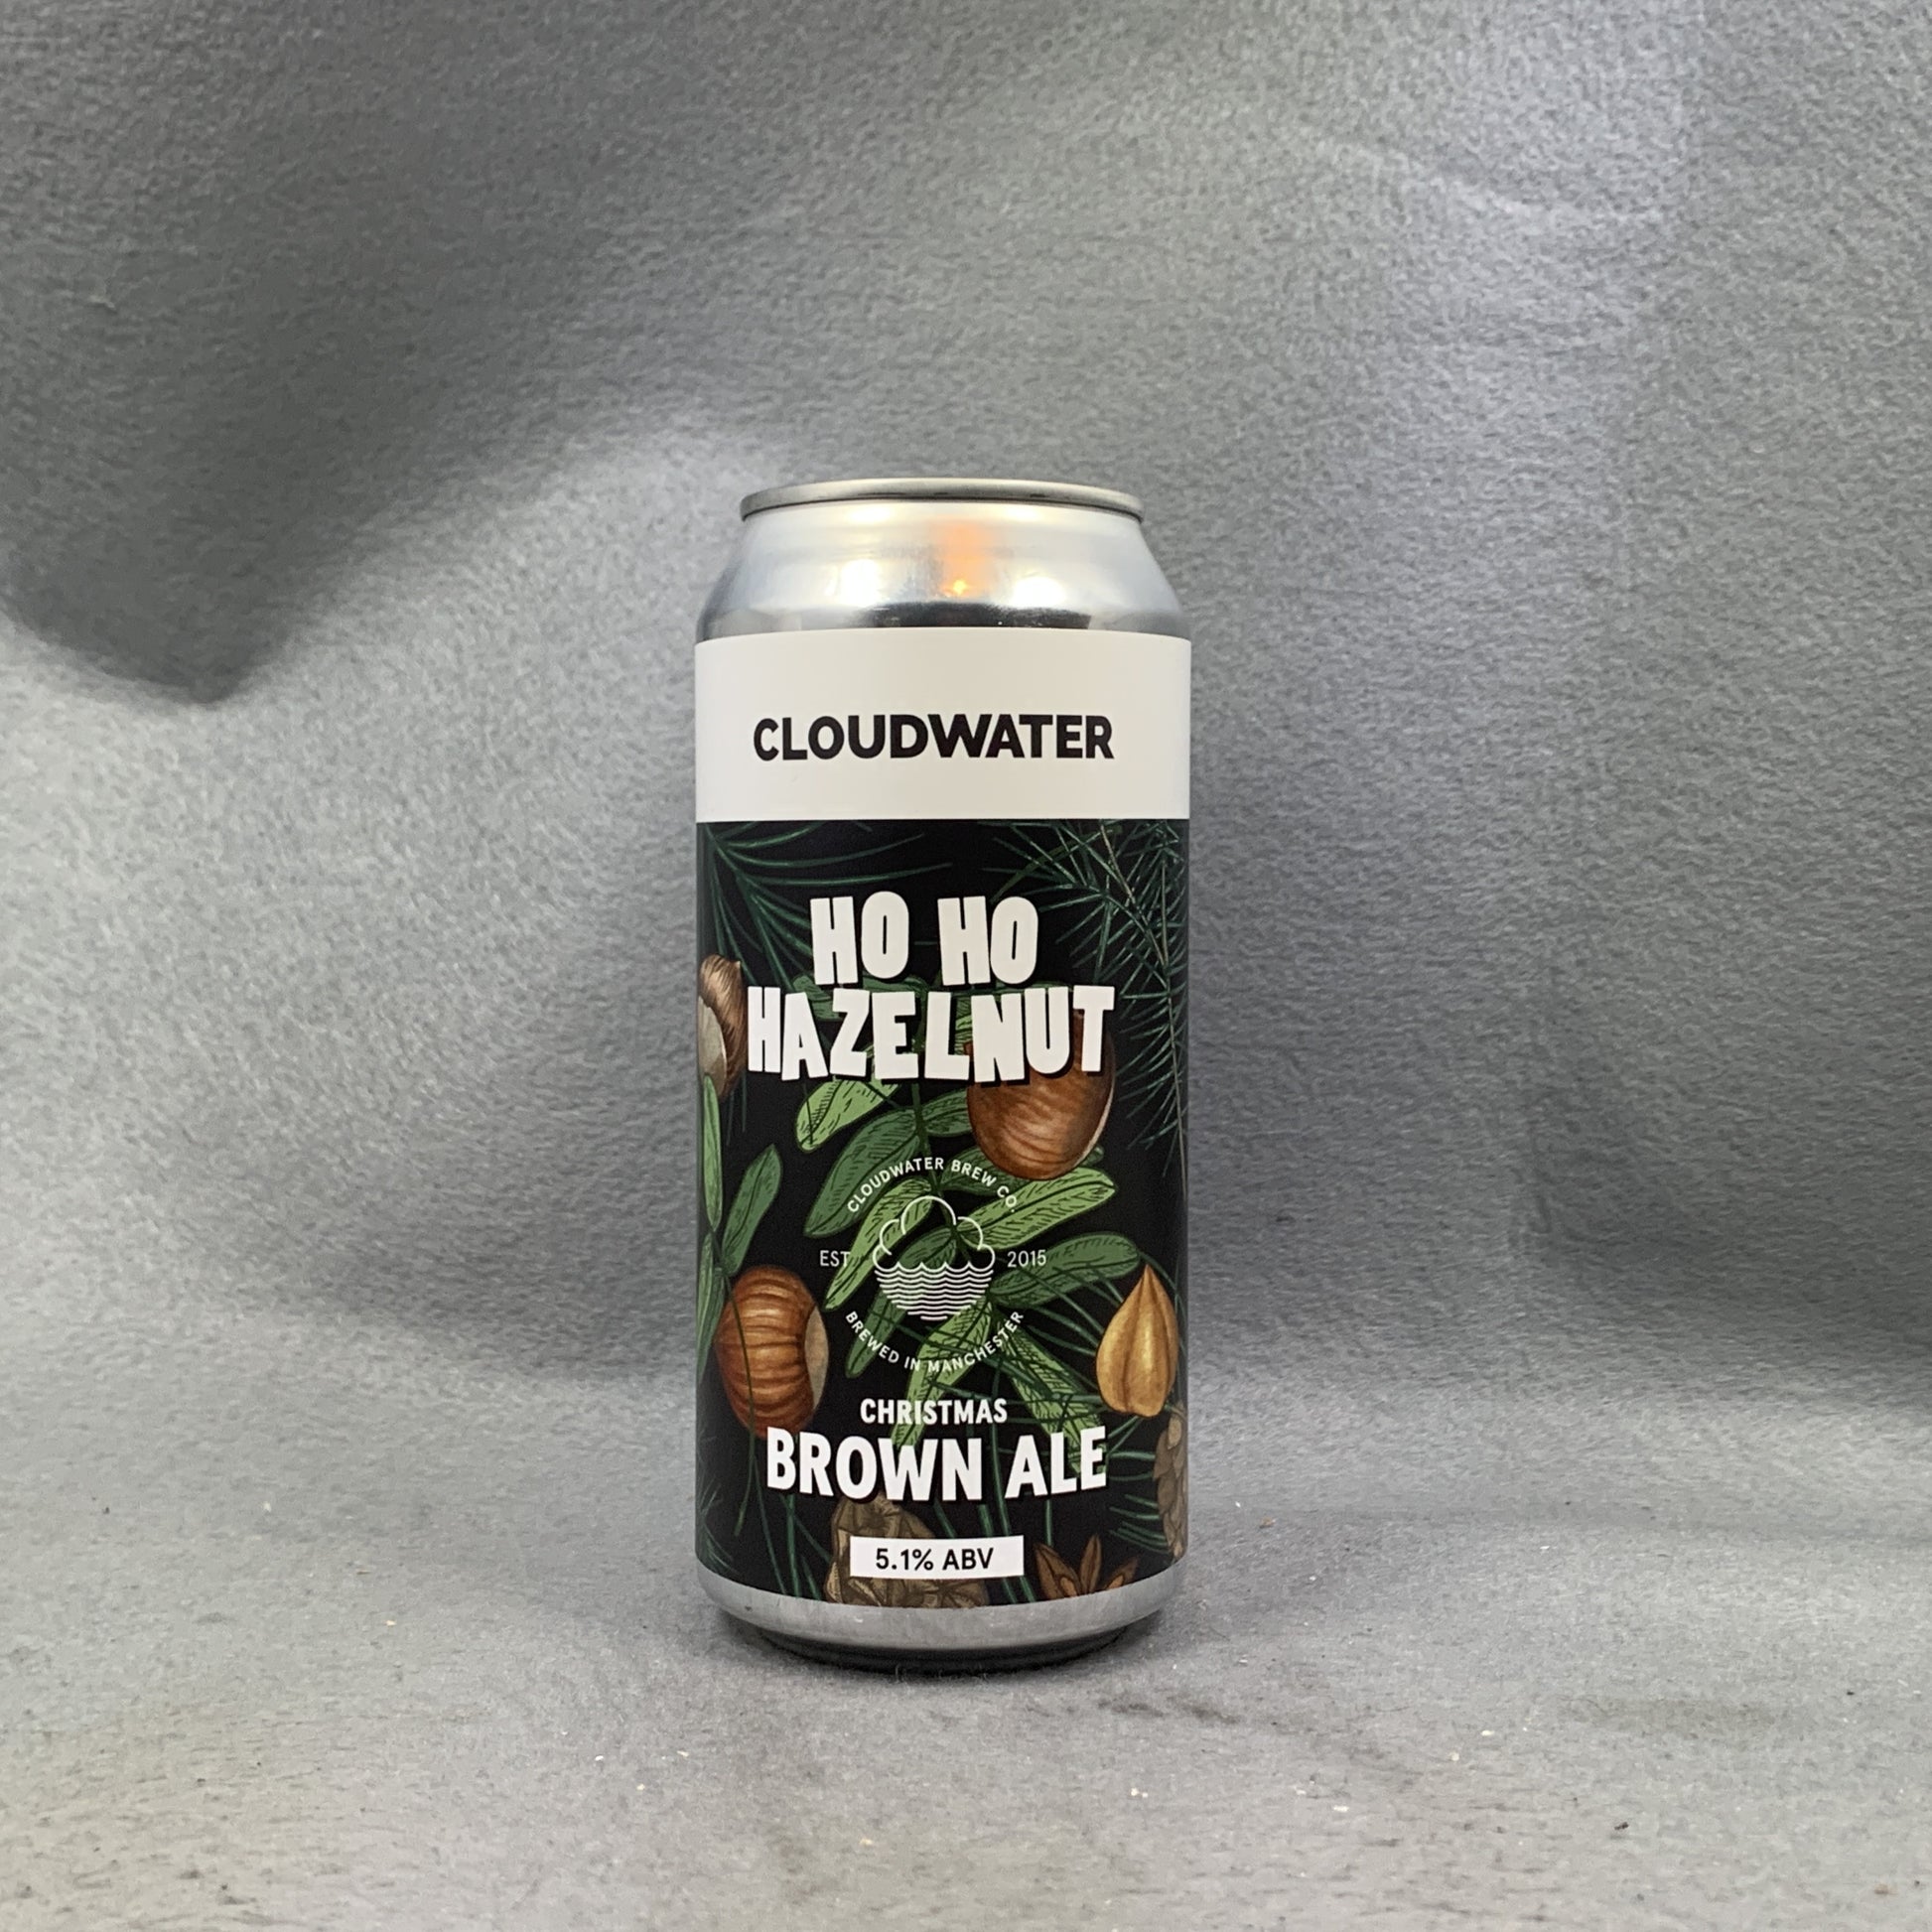 CLOUDWATER
HO HO
HAZELNUT
CLOUDWATER BREW CO.
EST 2015
BREWED IN MANCHESTER
CHRISTMAS
BROWN ALE
5.1% ABV